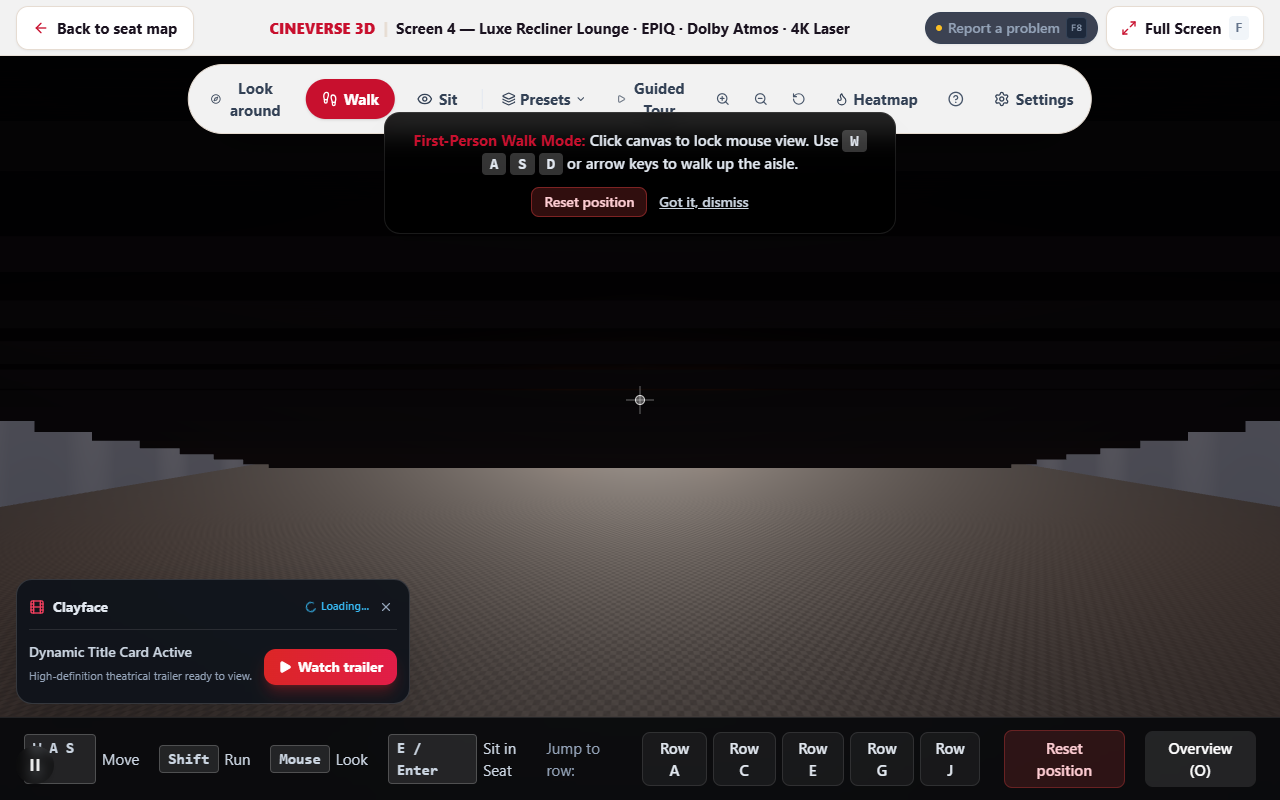 Back to seat map
CINEVERSE 3D | Screen 4 — Luxe Recliner Lounge · EPIQ · Dolby Atmos · 4K Laser
Report a problem F8
Full Screen F
Look around
Walk
Sit
Presets
Guided Tour
Heatmap
Settings
First-Person Walk Mode: Click canvas to lock mouse view. Use W
A S D or arrow keys to walk up the aisle.
Reset position
Got it, dismiss
Clayface
Loading...
Dynamic Title Card Active
High-definition theatrical trailer ready to view.
Watch trailer
A S
Move
Shift Run
Mouse Look
E / Enter
Sit in Seat
Jump to row:
Row A
Row C
Row E
Row G
Row J
Reset position
Overview (O)